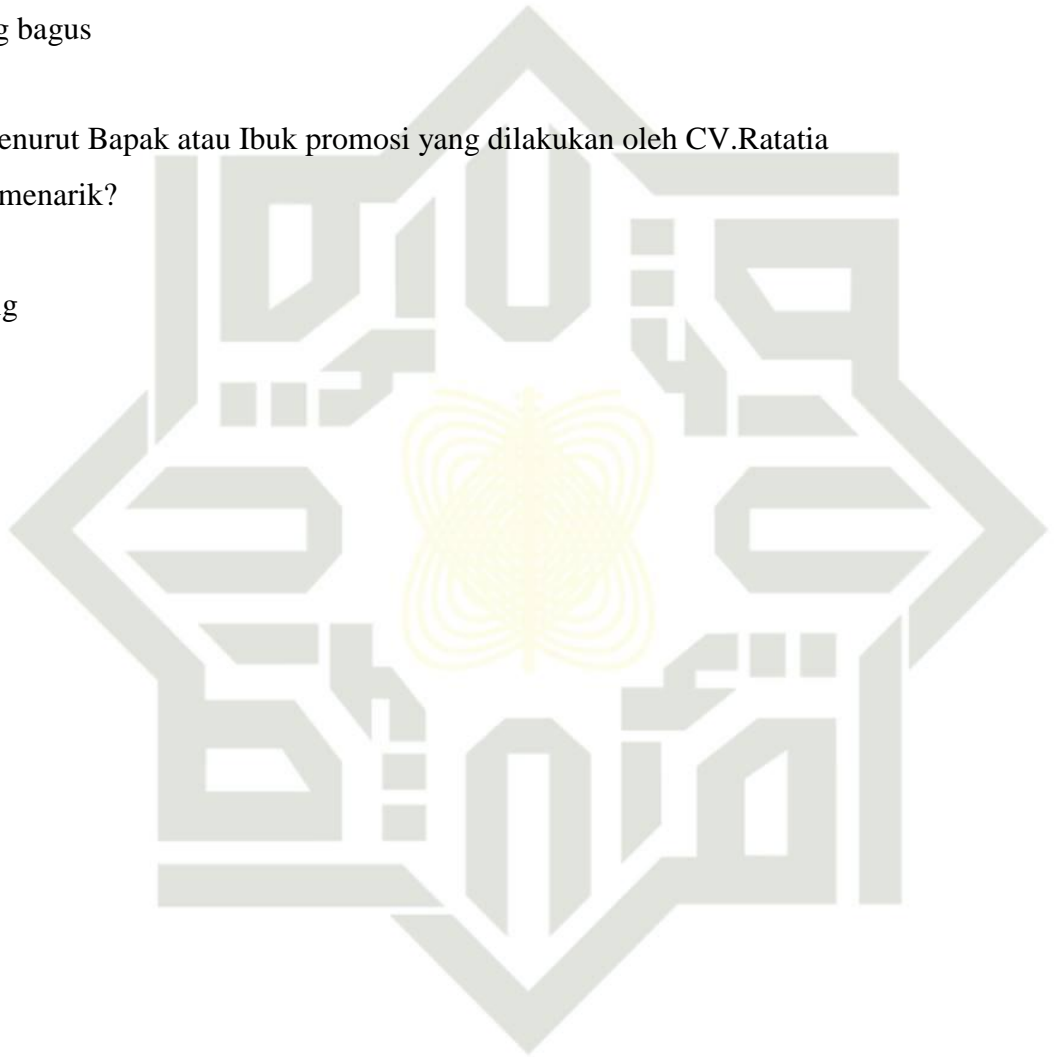 g bagus
enurut Bapak atau Ibuk promosi yang dilakukan oleh CV.Ratatia
menarik?
g